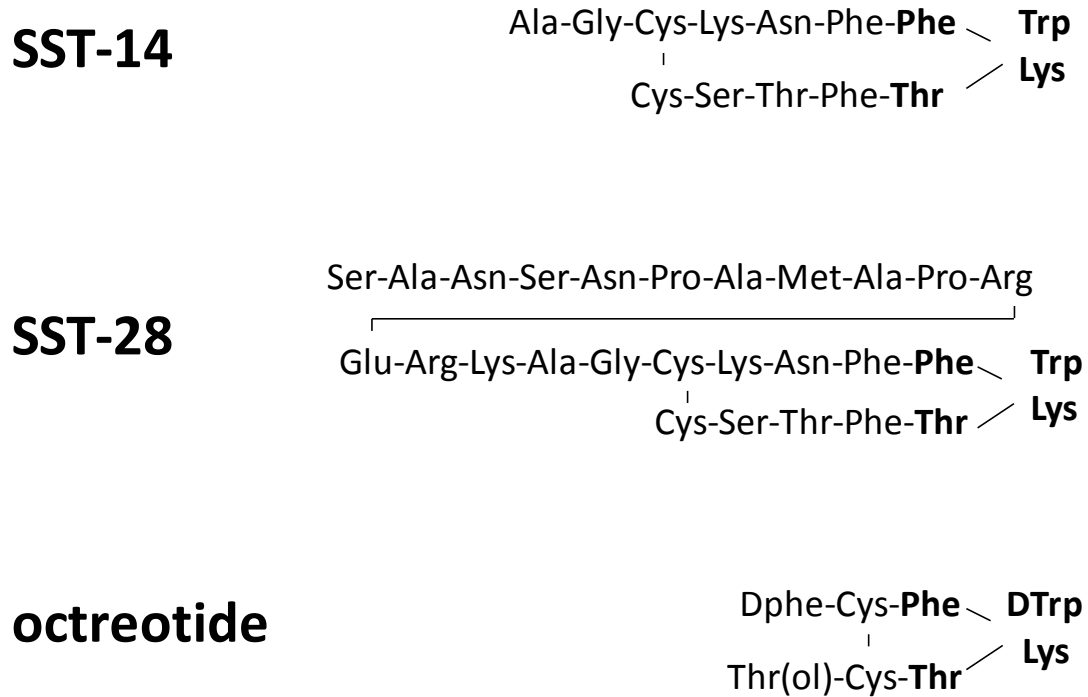 SST-14
Ala-Gly-Cys-Lys-Asn-Phe-Phe Trp
Lys
Cys-Ser-Thr-Phe-Thr
SST-28
Ser-Ala-Asn-Ser-Asn-Pro-Ala-Met-Ala-Pro-Arg
Glu-Arg-Lys-Ala-Gly-Cys-Lys-Asn-Phe-Phe Trp
Lys
Cys-Ser-Thr-Phe-Thr
octreotide
Dphe-Cys-Phe DTrp
Lys
Thr(ol)-Cys-Thr